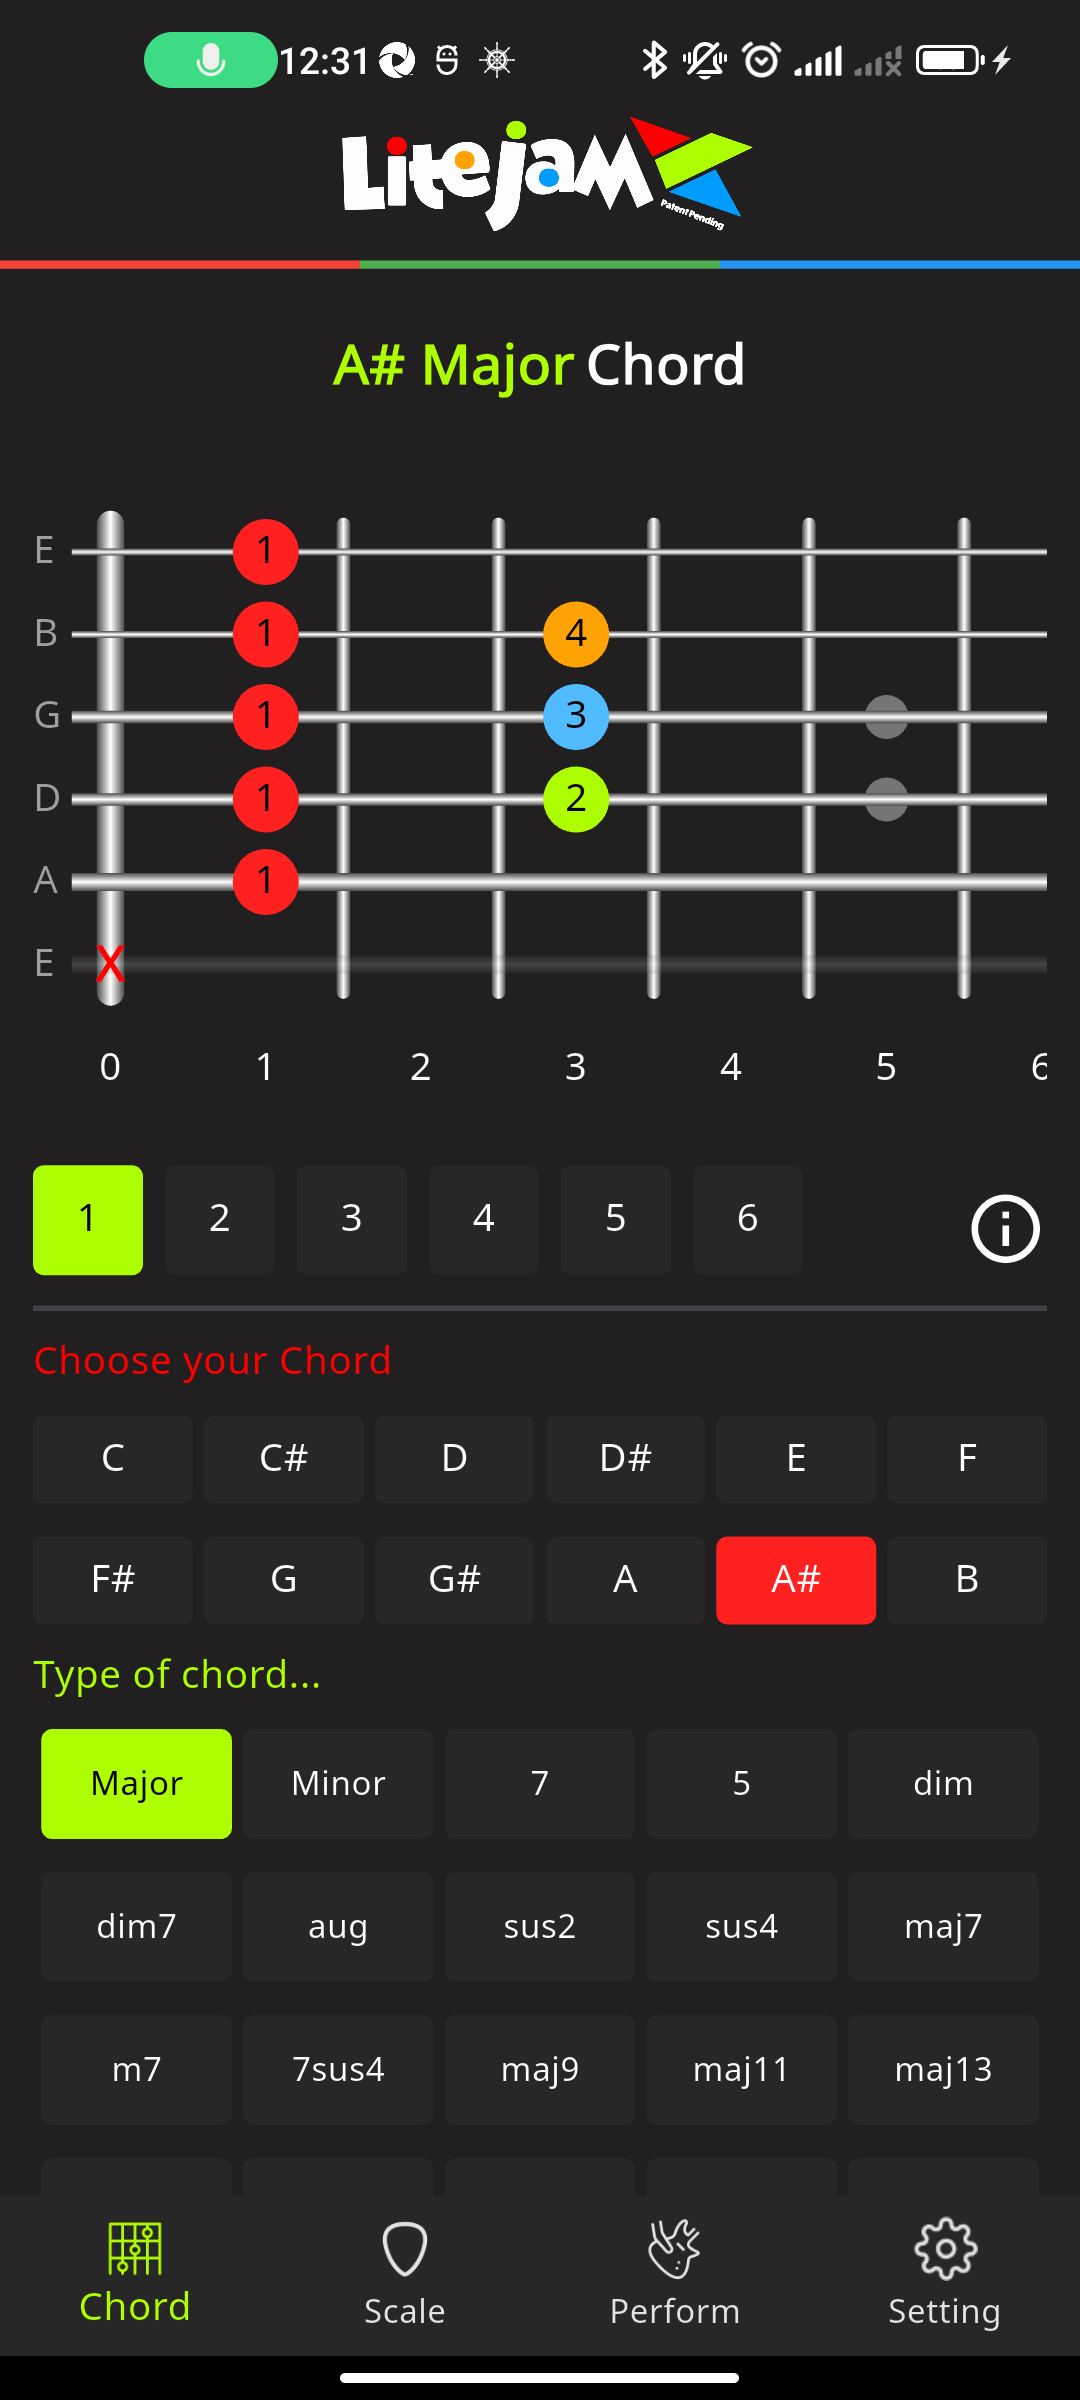 12:31
Litejam
Patent Pending
A# Major Chord
E 1
B 1 4
G 1 3
D 1 2
A 1
E X
0 1 2 3 4 5 6
1 2 3 4 5 6
Choose your Chord
C C# D D# E F
F# G G# A A# B
Type of chord...
Major Minor 7 5 dim
dim7 aug sus2 sus4 maj7
m7 7sus4 maj9 maj11 maj13
Chord Scale Perform Setting